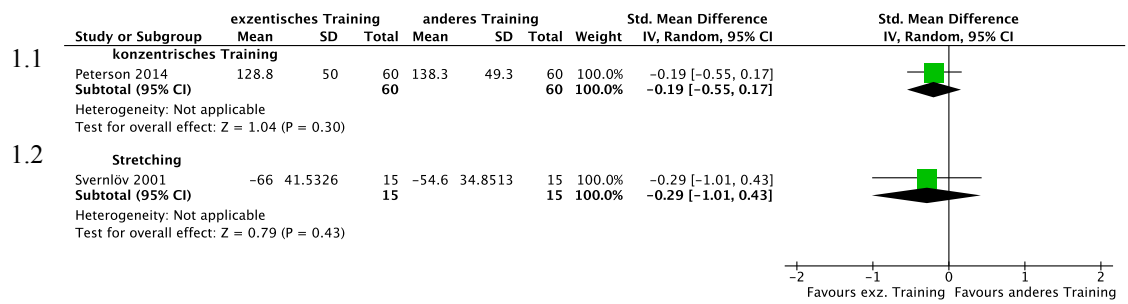 exzentisches Training anderes Training Std. Mean Difference Std. Mean Difference
Study or Subgroup Mean SD Total Mean SD Total Weight IV, Random, 95% CI IV, Random, 95% CI
1.1 konzentrisches Training
Peterson 2014 128.8 50 60 138.3 49.3 60 100.0% −0.19 [−0.55, 0.17]
Subtotal (95% CI) 60 60 100.0% −0.19 [−0.55, 0.17]
Heterogeneity: Not applicable
Test for overall effect: Z = 1.04 (P = 0.30)
1.2 Stretching
Svernlöv 2001 −66 41.5326 15 −54.6 34.8513 15 100.0% −0.29 [−1.01, 0.43]
Subtotal (95% CI) 15 15 100.0% −0.29 [−1.01, 0.43]
Heterogeneity: Not applicable
Test for overall effect: Z = 0.79 (P = 0.43)
−2 −1 0 1 2
Favours exz. Training Favours anderes Training